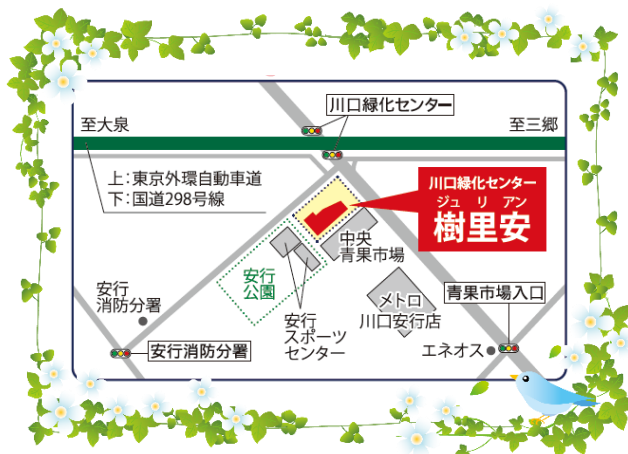 川口緑化センター
至大泉
至三郷
上：東京外環自動車道
下：国道298号線
川口緑化センター
ジュリアン
樹里安
中央
青果市場
安行
公園
安行
消防分署
安行
スポーツ
センター
メトロ
川口安行店
青果市場入口
安行消防分署
エネオス